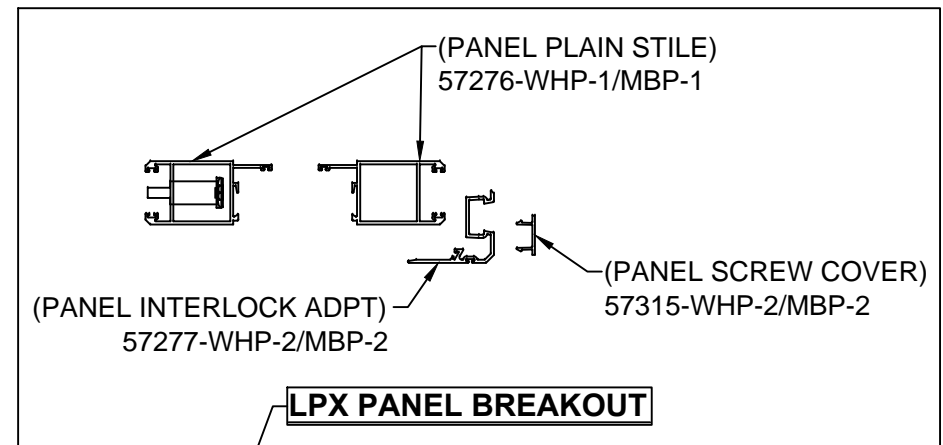 (PANEL PLAIN STILE)
57276-WHP-1/MBP-1
(PANEL INTERLOCK ADPT)
57277-WHP-2/MBP-2
(PANEL SCREW COVER)
57315-WHP-2/MBP-2
LPX PANEL BREAKOUT